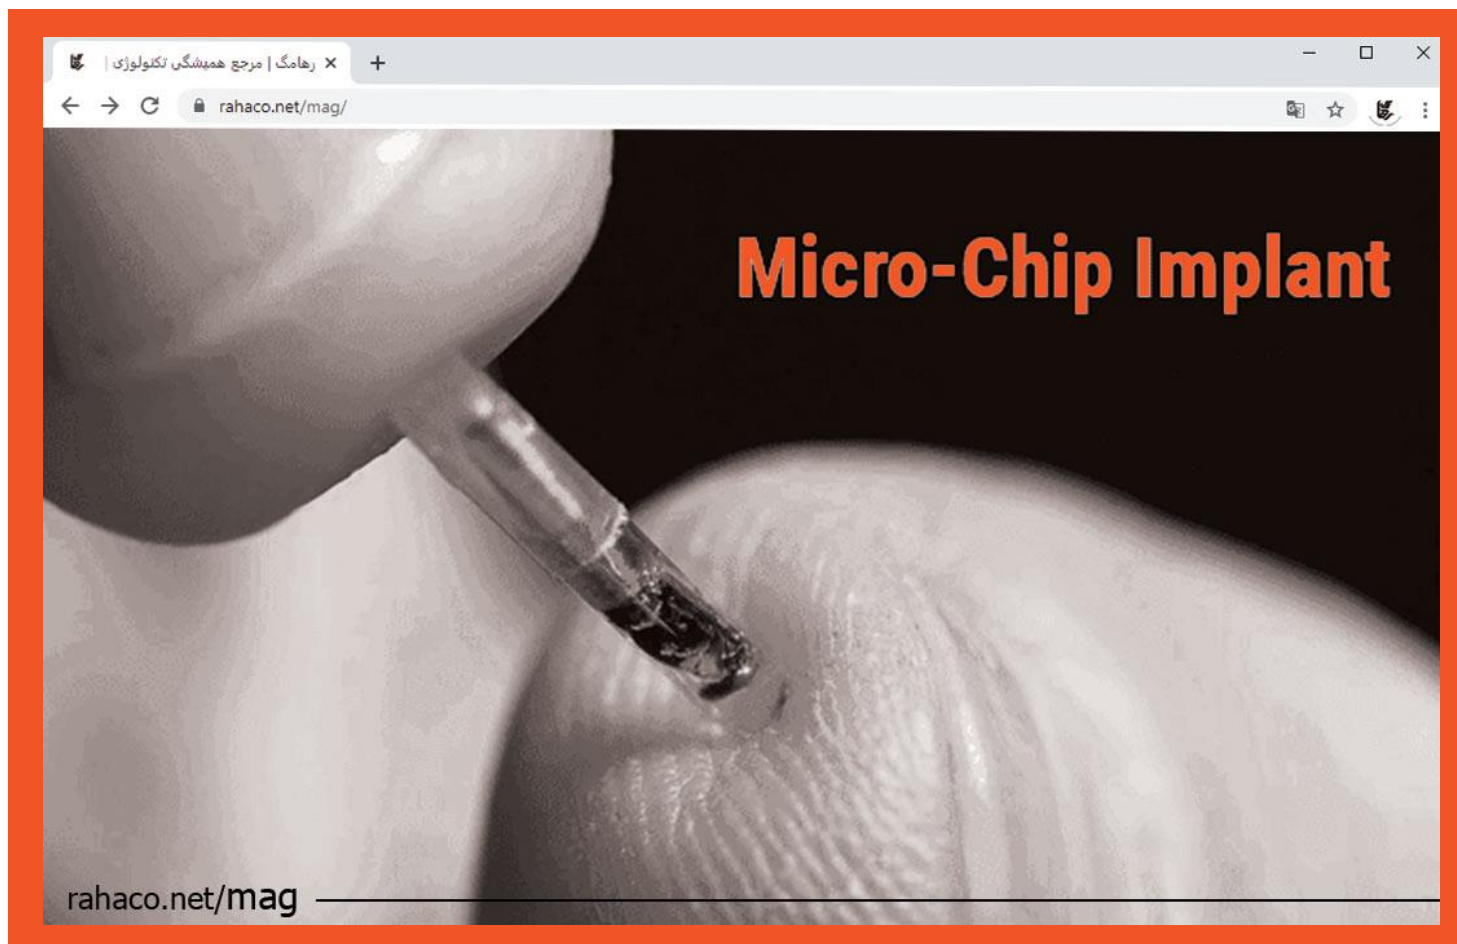 رهامگ | مرجع همیشگی تکنولوژی |
rahaco.net/mag/
Micro-Chip Implant
rahaco.net/mag